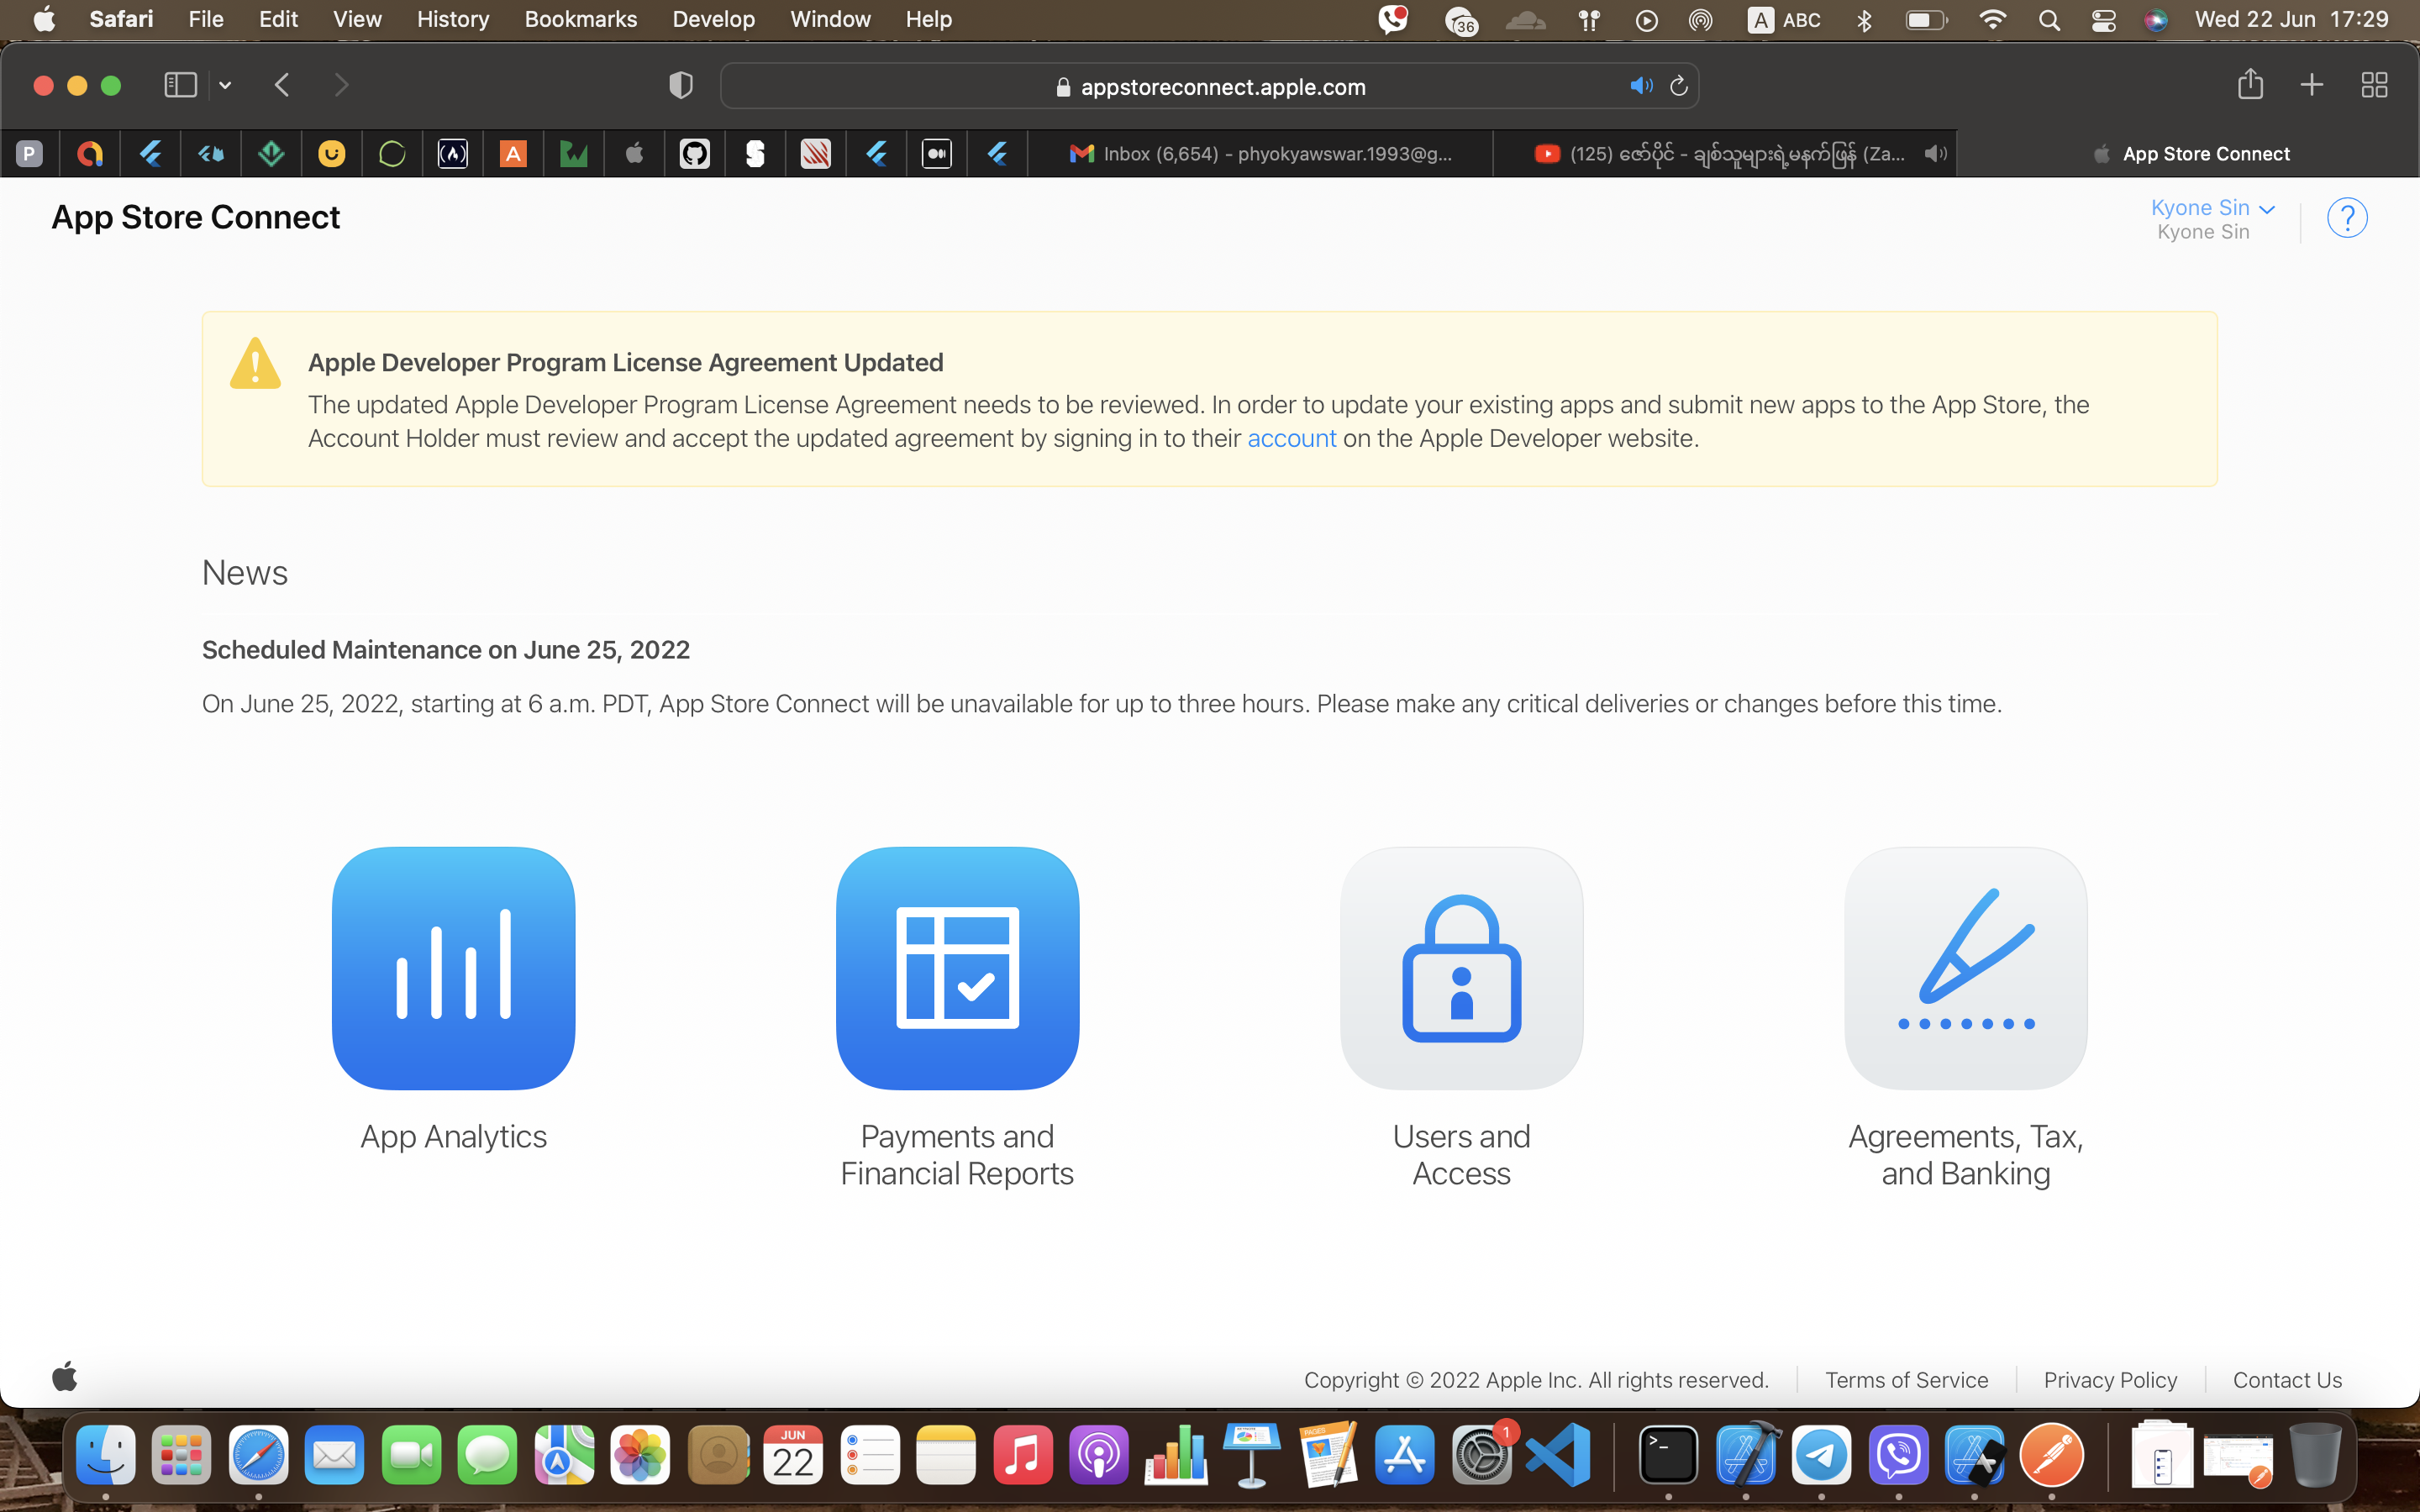 Safari File Edit View History Bookmarks Develop Window Help 36 A ABC Wed 22 Jun 17:29
appstoreconnect.apple.com
P A S Inbox (6,654) - phyokyawswar.1993@g... (125) ဇော်ပိုင် - ချစ်သူများရဲ့မနက်ဖြန် (Za... App Store Connect
App Store Connect
Kyone Sin
Kyone Sin
?
Apple Developer Program License Agreement Updated
The updated Apple Developer Program License Agreement needs to be reviewed. In order to update your existing apps and submit new apps to the App Store, the
Account Holder must review and accept the updated agreement by signing in to their account on the Apple Developer website.
News
Scheduled Maintenance on June 25, 2022
On June 25, 2022, starting at 6 a.m. PDT, App Store Connect will be unavailable for up to three hours. Please make any critical deliveries or changes before this time.
App Analytics
Payments and
Financial Reports
Users and
Access
Agreements, Tax,
and Banking
Copyright © 2022 Apple Inc. All rights reserved. Terms of Service Privacy Policy Contact Us
JUN
22
PAGES
1